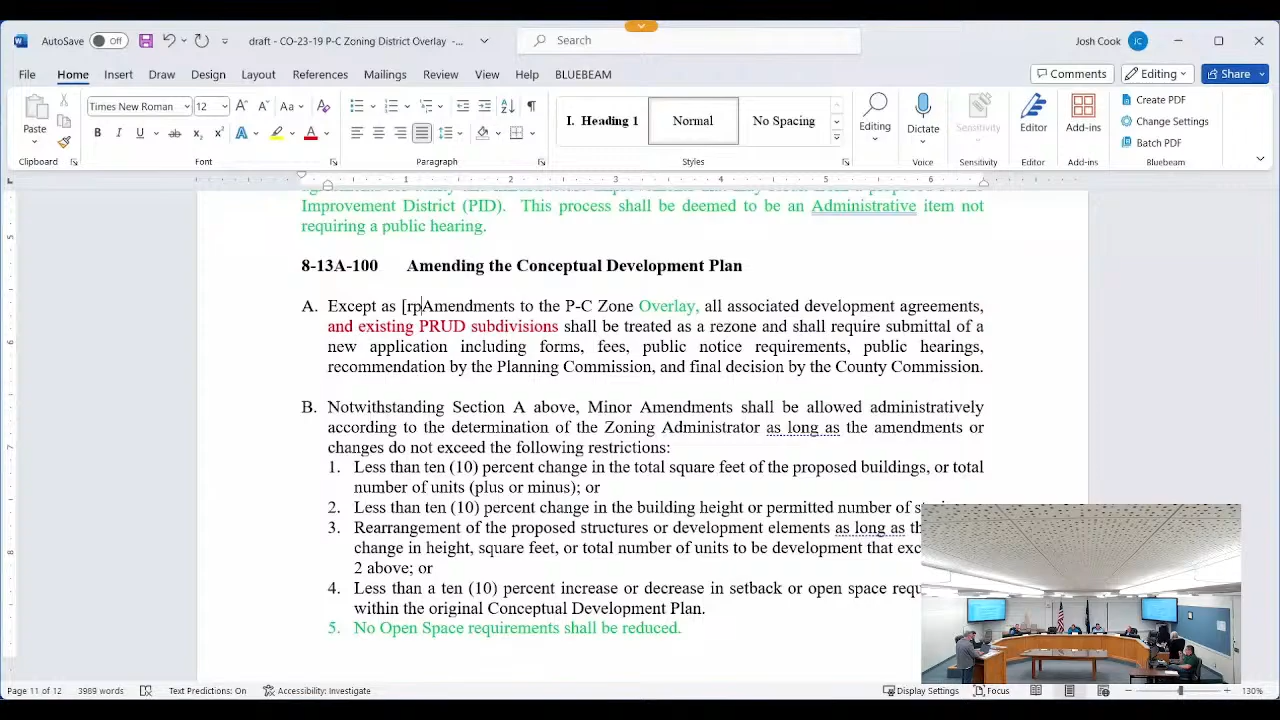 AutoSave Off draft - CO-23-19 P-C Zoning District Overlay -... Search Josh Cook JC
File Home Insert Draw Design Layout References Mailings Review View Help BLUEBEAM Comments Editing Share
Times New Roman 12 Aa
Paste
I. Heading 1 Normal No Spacing
Editing Dictate Sensitivity Editor Add-ins
Create PDF
Change Settings
Batch PDF
Clipboard Font Paragraph Styles Voice Sensitivity Editor Add-ins Bluebeam
1 2 3 4 5 6
Improvement District (PID). This process shall be deemed to be an Administrative item not
requiring a public hearing.
8-13A-100 Amending the Conceptual Development Plan
A. Except as [rpAmendments to the P-C Zone Overlay, all associated development agreements,
and existing PRUD subdivisions shall be treated as a rezone and shall require submittal of a
new application including forms, fees, public notice requirements, public hearings,
recommendation by the Planning Commission, and final decision by the County Commission.
B. Notwithstanding Section A above, Minor Amendments shall be allowed administratively
according to the determination of the Zoning Administrator as long as the amendments or
changes do not exceed the following restrictions:
1. Less than ten (10) percent change in the total square feet of the proposed buildings, or total
number of units (plus or minus); or
2. Less than ten (10) percent change in the building height or permitted number of
3. Rearrangement of the proposed structures or development elements as long as
change in height, square feet, or total number of units to be development that
2 above; or
4. Less than a ten (10) percent increase or decrease in setback or open space
within the original Conceptual Development Plan.
5. No Open Space requirements shall be reduced.
Page 11 of 12 3989 words Text Predictions: On Accessibility: Investigate Display Settings Focus 130%